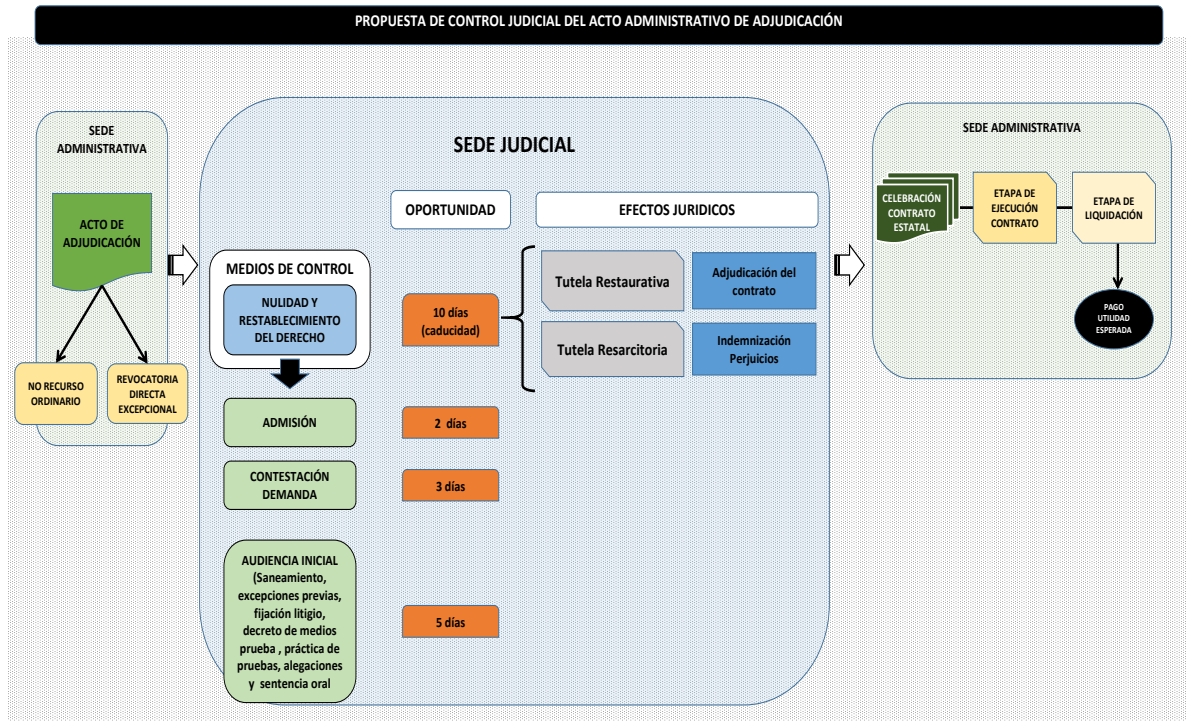 PROPUESTA DE CONTROL JUDICIAL DEL ACTO ADMINISTRATIVO DE ADJUDICACIÓN
SEDE
ADMINISTRATIVA
ACTO DE
ADJUDICACIÓN
NO RECURSO
ORDINARIO
REVOCATORIA
DIRECTA
EXCEPCIONAL
SEDE JUDICIAL
OPORTUNIDAD
EFECTOS JURIDICOS
MEDIOS DE CONTROL
NULIDAD Y
RESTABLECIMIENTO
DEL DERECHO
10 días
(caducidad)
Tutela Restaurativa
Adjudicación del
contrato
Tutela Resarcitoria
Indemnización
Perjuicios
ADMISIÓN
2 días
CONTESTACIÓN
DEMANDA
3 días
AUDIENCIA INICIAL
(Saneamiento,
excepciones previas,
fijación litigio,
decreto de medios
prueba , práctica de
pruebas, alegaciones
y sentencia oral
5 días
SEDE ADMINISTRATIVA
CELEBRACIÓN
CONTRATO
ESTATAL
ETAPA DE
EJECUCIÓN
CONTRATO
ETAPA DE
LIQUIDACIÓN
PAGO
UTILIDAD
ESPERADA